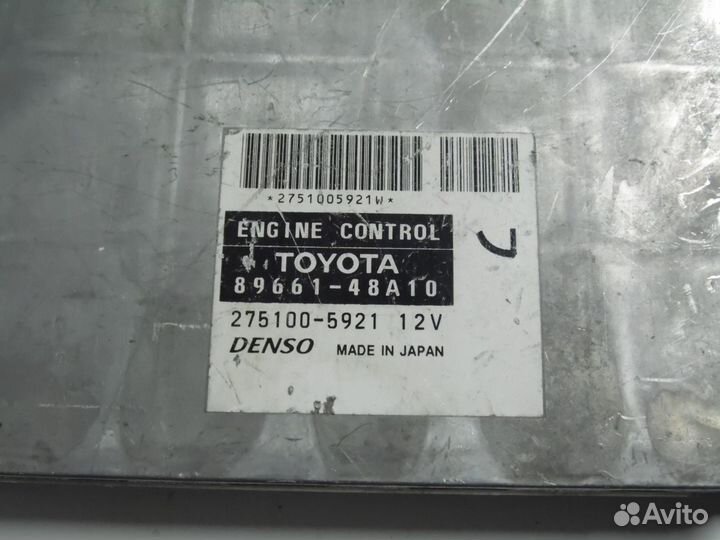 *2751005921W*
ENGINE CONTROL
TOYOTA
89661-48A10
275100-5921 12V
DENSO MADE IN JAPAN
Avito